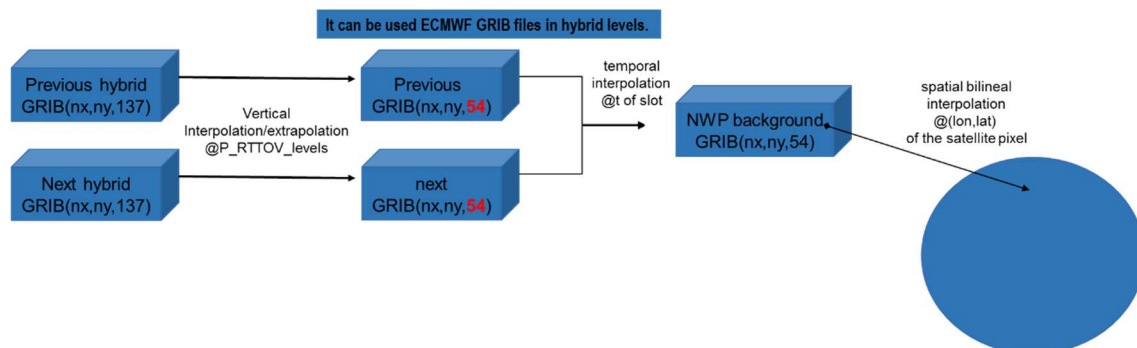 It can be used ECMWF GRIB files in hybrid levels.
Previous hybrid
GRIB(nx,ny,137)
Vertical
Interpolation/extrapolation
@P_RTTOV_levels
Next hybrid
GRIB(nx,ny,137)
Previous
GRIB(nx,ny,54)
next
GRIB(nx,ny,54)
temporal
interpolation
@t of slot
NWP background
GRIB(nx,ny,54)
spatial bilineal
interpolation
@(lon,lat)
of the satellite pixel